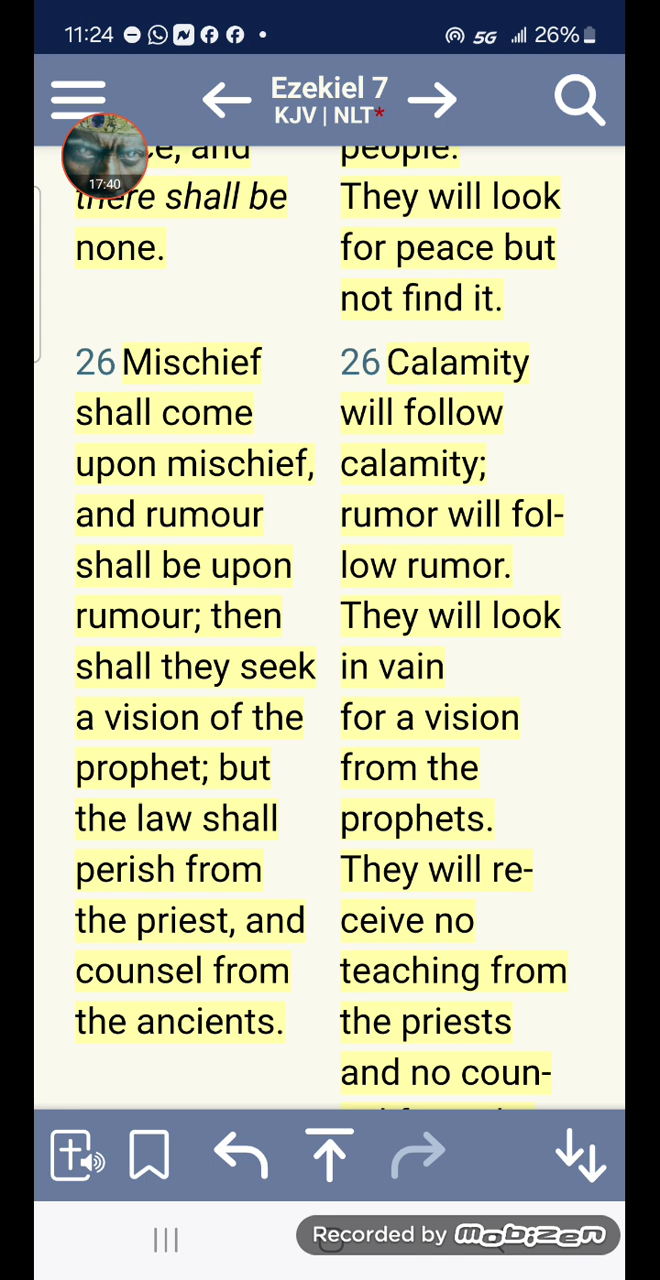 11:24
5G
26%
Ezekiel 7
KJV | NLT*
17:40
e, and
there shall be
none.
26 Mischief
shall come
upon mischief,
and rumour
shall be upon
rumour; then
shall they seek
a vision of the
prophet; but
the law shall
perish from
the priest, and
counsel from
the ancients.
people.
They will look
for peace but
not find it.
26 Calamity
will follow
calamity;
rumor will fol-
low rumor.
They will look
in vain
for a vision
from the
prophets.
They will re-
ceive no
teaching from
the priests
and no coun-
Recorded by mobizen